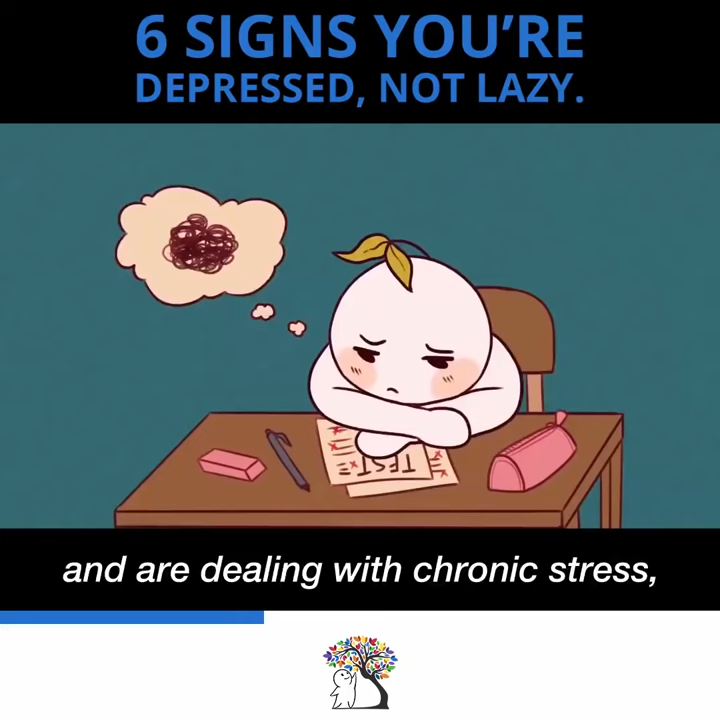 6 SIGNS YOU'RE
DEPRESSED, NOT LAZY.
TEST
and are dealing with chronic stress,